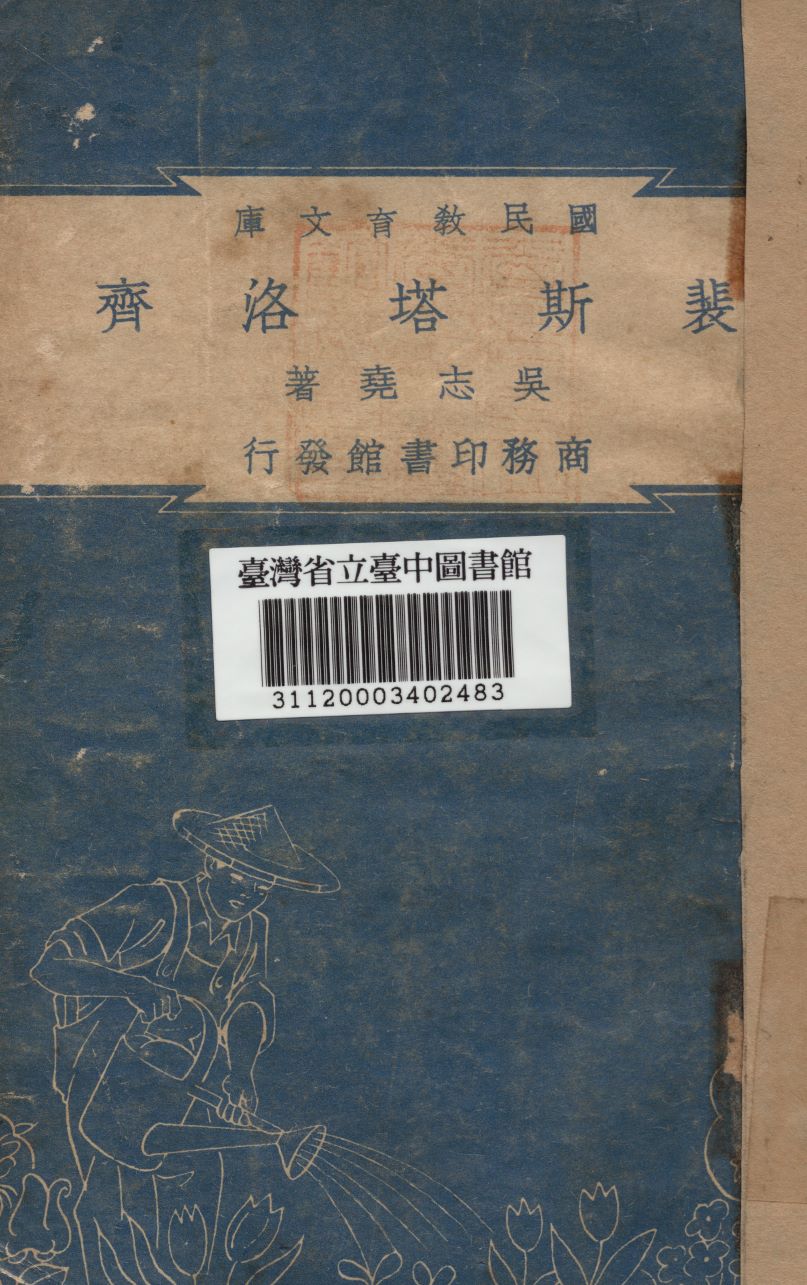 國民教育文庫
裴斯塔洛齊
吳志堯著
商務印書館發行
臺灣省立臺中圖書館
31120003402483